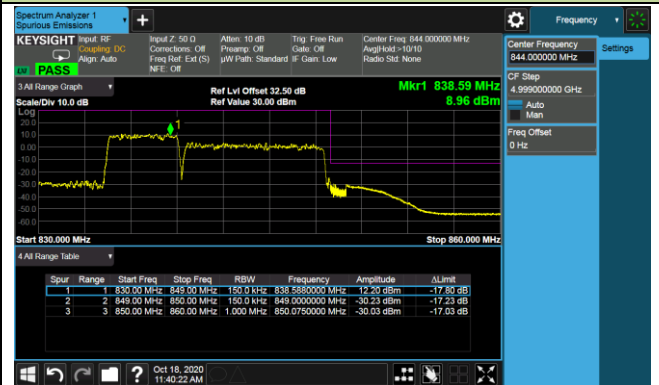 Spectrum Analyzer 1
Spurious Emissions
Frequency
KEYSIGHT
Input: RF
Coupling: DC
Align: Auto
Input Z: 50 Ω
Corrections: Off
Freq Ref: Ext (S)
NFE: Off
Atten: 10 dB
Preamp: Off
µW Path: Standard
Trig: Free Run
Gate: Off
IF Gain: Low
Center Freq: 844.000000 MHz
Avg|Hold:>10/10
Radio Std: None
LW PASS
Center Frequency
844.000000 MHz
Settings
CF Step
4.999000000 GHz
Auto
Man
Freq Offset
0 Hz
3 All Range Graph
Ref Lvl Offset 32.50 dB
Mkr1 838.59 MHz
Scale/Div 10.0 dB
Ref Value 30.00 dBm
8.96 dBm
Log
20.0
10.0
0.00
-10.0
-20.0
-30.0
-40.0
-50.0
-60.0
1
Start 830.000 MHz
Stop 860.000 MHz
4 All Range Table
Spur Range Start Freq Stop Freq RBW Frequency Amplitude ΔLimit
1 1 830.00 MHz 849.00 MHz 150.0 kHz 838.5880000 MHz 12.20 dBm -17.80 dB
2 2 849.00 MHz 850.00 MHz 150.0 kHz 849.0000000 MHz -30.23 dBm -17.23 dB
3 3 850.00 MHz 860.00 MHz 1.000 MHz 850.0750000 MHz -30.03 dBm -17.03 dB
Oct 18, 2020
11:40:22 AM